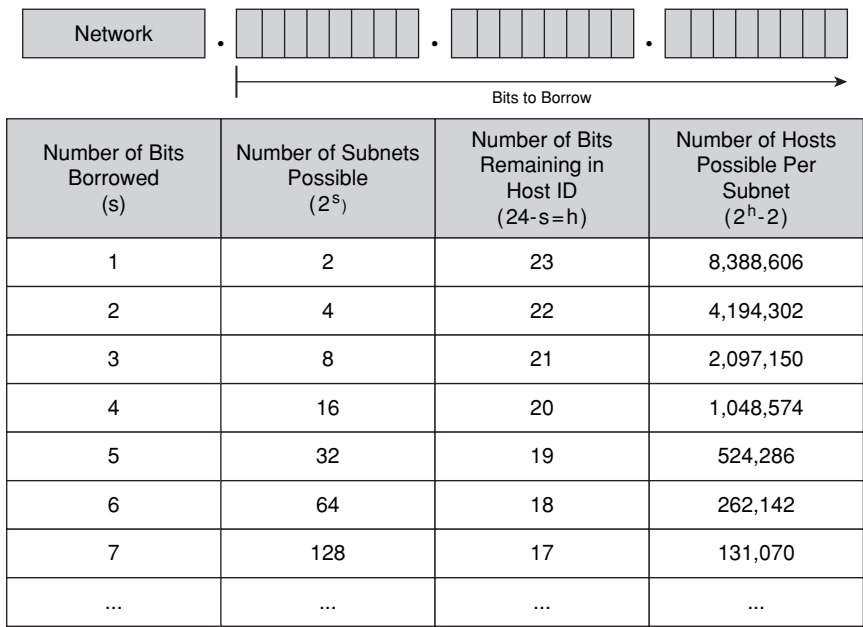 Network . . .
Bits to Borrow
Number of Bits Borrowed (s) Number of Subnets Possible (2^s) Number of Bits Remaining in Host ID (24-s=h) Number of Hosts Possible Per Subnet (2^h-2)
1 2 23 8,388,606
2 4 22 4,194,302
3 8 21 2,097,150
4 16 20 1,048,574
5 32 19 524,286
6 64 18 262,142
7 128 17 131,070
... ... ... ...